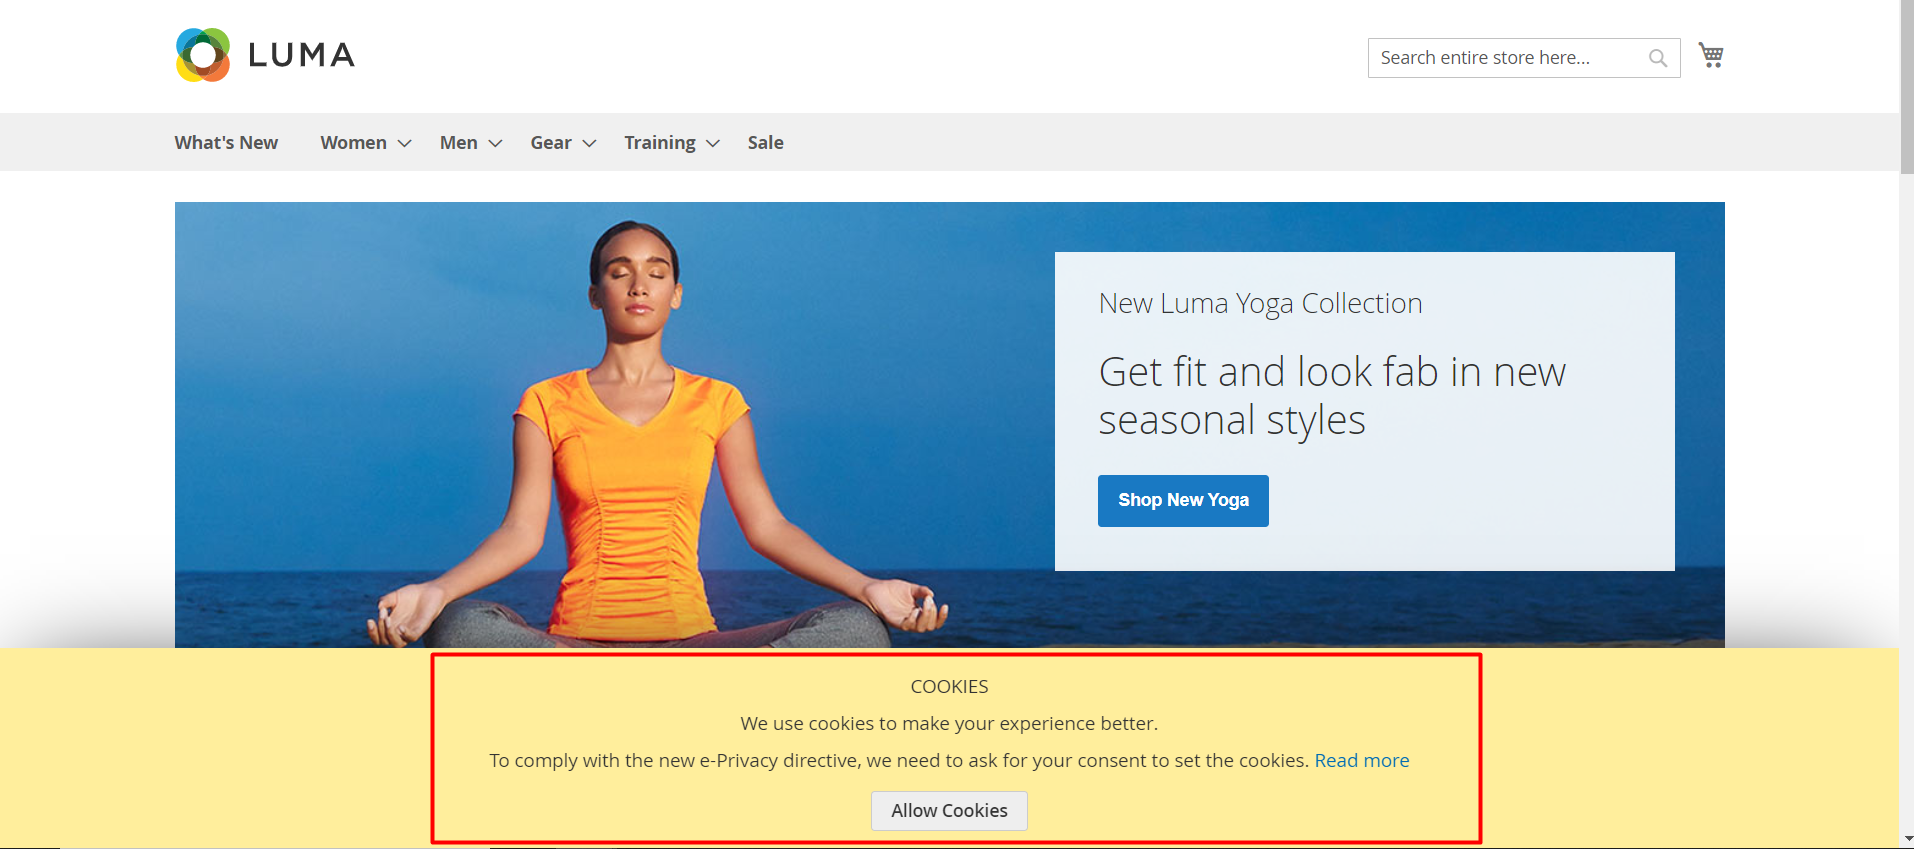 LUMA
Search entire store here...
What's New Women Men Gear Training Sale
New Luma Yoga Collection
Get fit and look fab in new
seasonal styles
Shop New Yoga
COOKIES
We use cookies to make your experience better.
To comply with the new e-Privacy directive, we need to ask for your consent to set the cookies. Read more
Allow Cookies